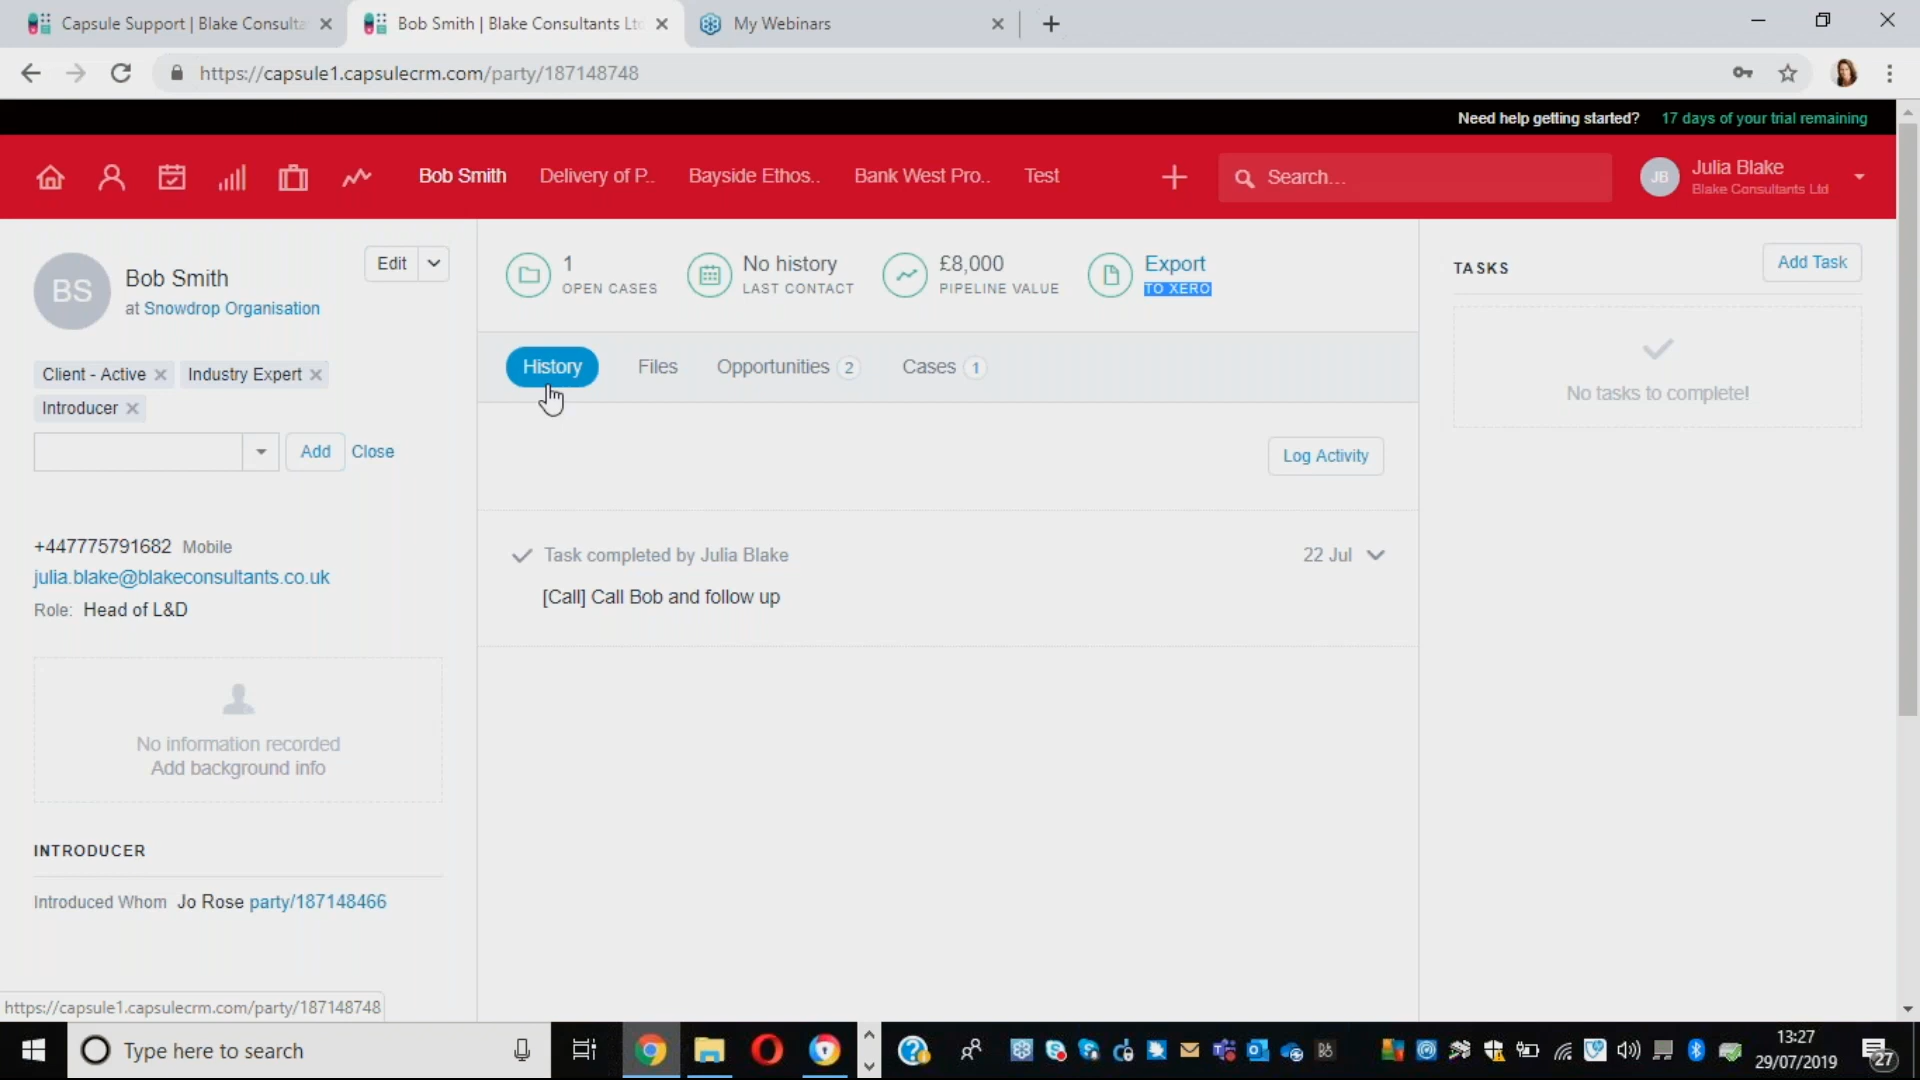 Capsule Support | Blake Consulta
Bob Smith | Blake Consultants Ltd
My Webinars
https://capsule1.capsulecrm.com/party/187148748
Need help getting started? 17 days of your trial remaining
Bob Smith
Delivery of P..
Bayside Ethos..
Bank West Pro..
Test
Search...
JB
Julia Blake
Blake Consultants Ltd
BS
Bob Smith
at Snowdrop Organisation
Edit
Client - Active
Industry Expert
Introducer
Add Close
+447775791682 Mobile
julia.blake@blakeconsultants.co.uk
Role: Head of L&D
No information recorded
Add background info
INTRODUCER
Introduced Whom Jo Rose party/187148466
https://capsule1.capsulecrm.com/party/187148748
1
OPEN CASES
No history
LAST CONTACT
£8,000
PIPELINE VALUE
Export
TO XERO
History
Files
Opportunities 2
Cases 1
Log Activity
Task completed by Julia Blake
22 Jul
[Call] Call Bob and follow up
TASKS
Add Task
No tasks to complete!
Type here to search
13:27
29/07/2019
27